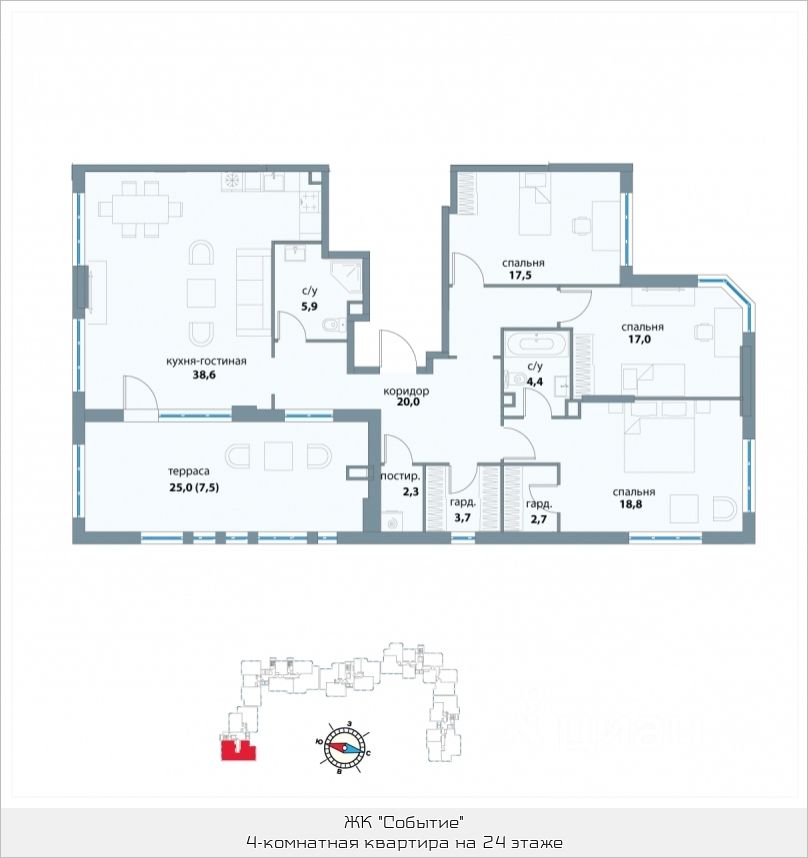 спальня
17,5
с/у
5,9
спальня
17,0
кухня-гостиная
38,6
с/у
4,4
коридор
20,0
терраса
25,0 (7,5)
постир.
2,3
гард.
3,7
гард.
2,7
спальня
18,8
З
Ю
С
В
циан
ЖК "Событие"
4-комнатная квартира на 24 этаже